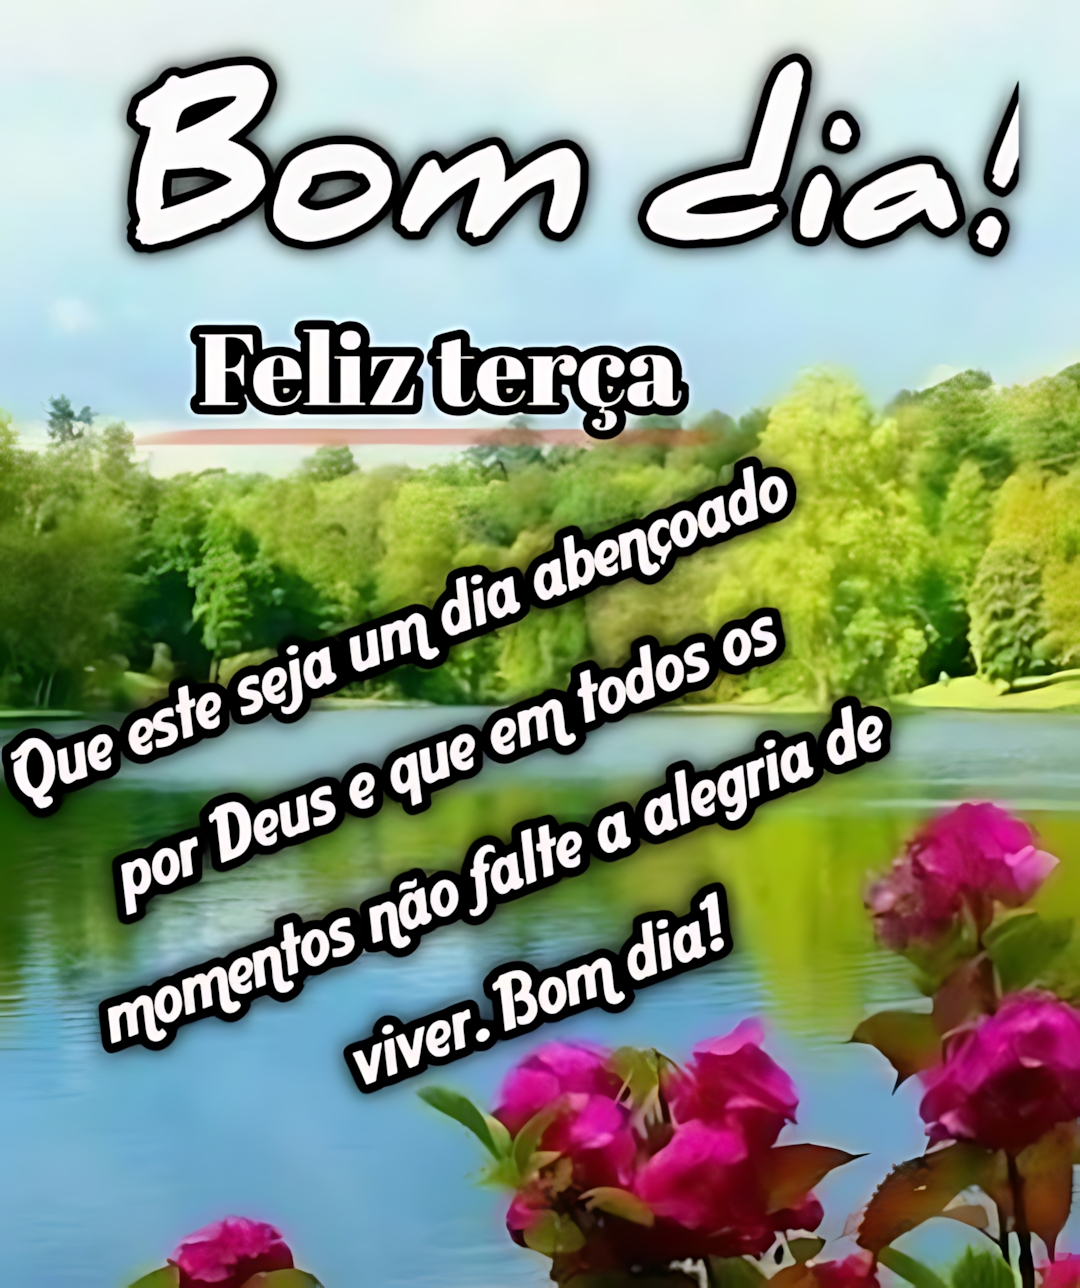 Bom dia!
Feliz terça
Que este seja um dia abençoado
por Deus e que em todos os
momentos não falte a alegria de
viver. Bom dia!